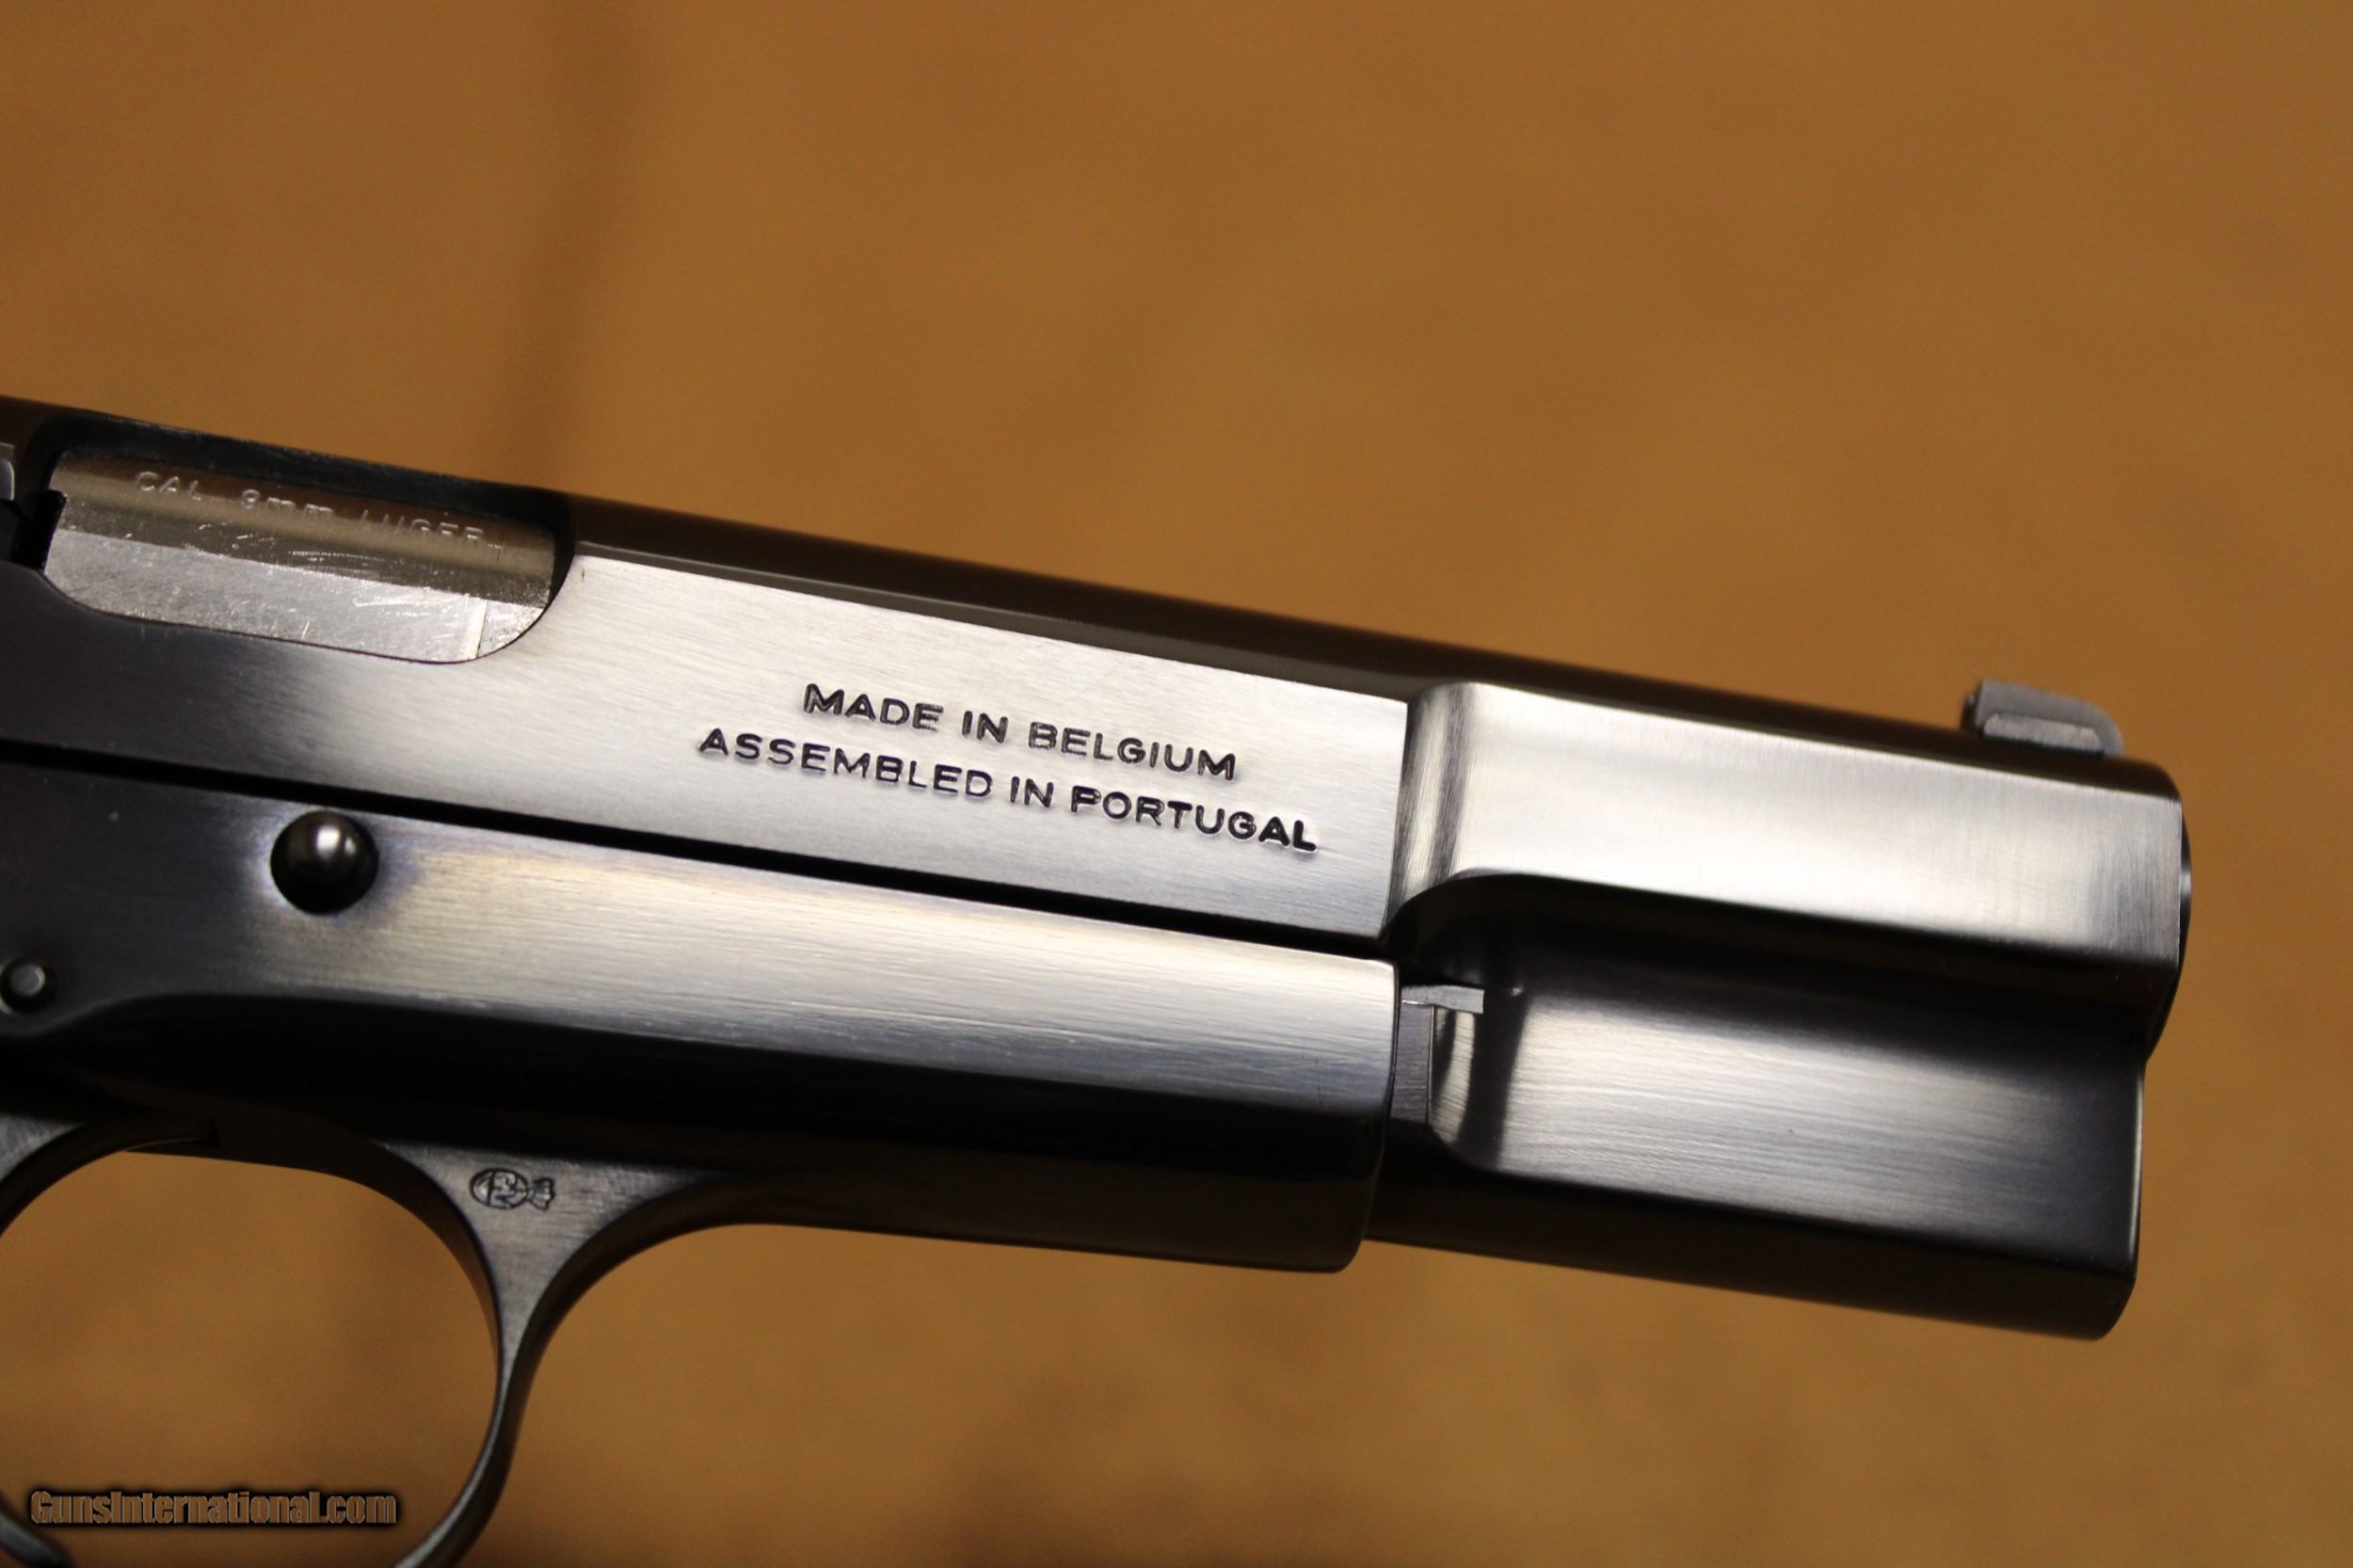 CAL 9mm LUGER
MADE IN BELGIUM
ASSEMBLED IN PORTUGAL
GunsInternational.com